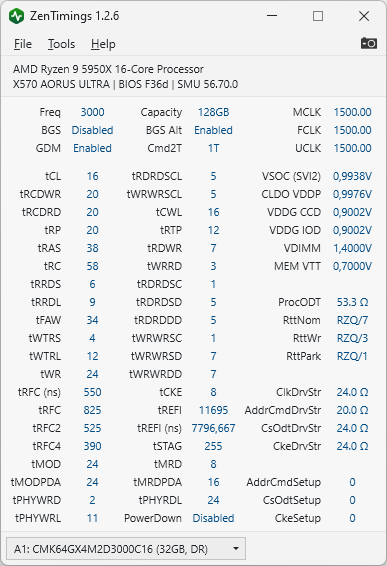 ZenTimings 1.2.6
File Tools Help
AMD Ryzen 9 5950X 16-Core Processor
X570 AORUS ULTRA | BIOS F36d | SMU 56.70.0
Freq 3000 Capacity 128GB MCLK 1500.00
BGS Disabled BGS Alt Enabled FCLK 1500.00
GDM Enabled Cmd2T 1T UCLK 1500.00
tCL 16 tRDRDSCL 5 VSOC (SVI2) 0,9938V
tRCDWR 20 tWRWRSCL 5 CLDO VDDP 0,9976V
tRCDRD 20 tCWL 16 VDDG CCD 0,9002V
tRP 20 tRTP 12 VDDG IOD 0,9002V
tRAS 38 tRDWR 7 VDIMM 1,4000V
tRC 58 tWRRD 3 MEM VTT 0,7000V
tRRDS 6 tRDRDSC 1
tRRDL 9 tRDRDSD 5 ProcODT 53.3 Ω
tFAW 34 tRDRDDD 5 RttNom RZQ/7
tWTRS 4 tWRWRSC 1 RttWr RZQ/3
tWTRL 12 tWRWRSD 7 RttPark RZQ/1
tWR 24 tWRWRDD 7
tRFC (ns) 550 tCKE 8 ClkDrvStr 24.0 Ω
tRFC 825 tREFI 11695 AddrCmdDrvStr 20.0 Ω
tRFC2 525 tREFI (ns) 7796,667 CsOdtDrvStr 24.0 Ω
tRFC4 390 tSTAG 255 CkeDrvStr 24.0 Ω
tMOD 24 tMRD 8
tMODPDA 24 tMRDPDA 16 AddrCmdSetup 0
tPHYWRD 2 tPHYRDL 24 CsOdtSetup 0
tPHYWRL 11 PowerDown Disabled CkeSetup 0
A1: CMK64GX4M2D3000C16 (32GB, DR)